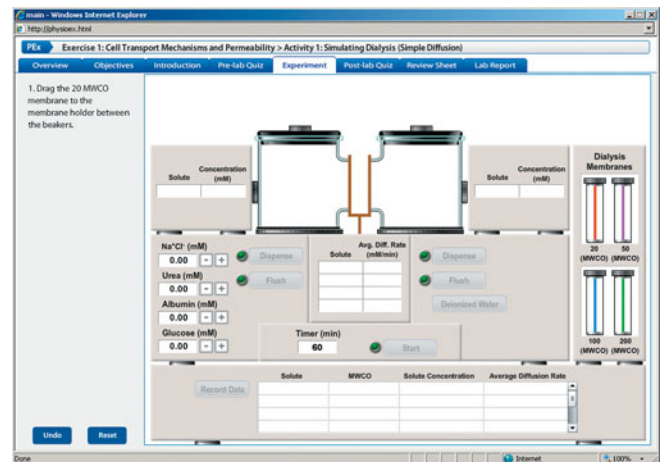 main - Windows Internet Explorer
http://physioex.html
PEx Exercise 1: Cell Transport Mechanisms and Permeability > Activity 1: Simulating Dialysis (Simple Diffusion)
Overview Objectives Introduction Pre-lab Quiz Experiment Post-lab Quiz Review Sheet Lab Report
1. Drag the 20 MWCO
membrane to the
membrane holder between
the beakers.
Solute Concentration
(mM)
Solute Concentration
(mM)
Dialysis
Membranes
20 50
(MWCO) (MWCO)
100 200
(MWCO) (MWCO)
Na+Cl- (mM)
0.00 - +
Urea (mM)
0.00 - +
Albumin (mM)
0.00 - +
Glucose (mM)
0.00 - +
Dispense
Flush
Solute Avg. Diff. Rate
(mM/min)
Dispense
Flush
Deionized Water
Timer (min)
60 Start
Record Data
Solute MWCO Solute Concentration Average Diffusion Rate
Undo Reset
Done Internet 100%